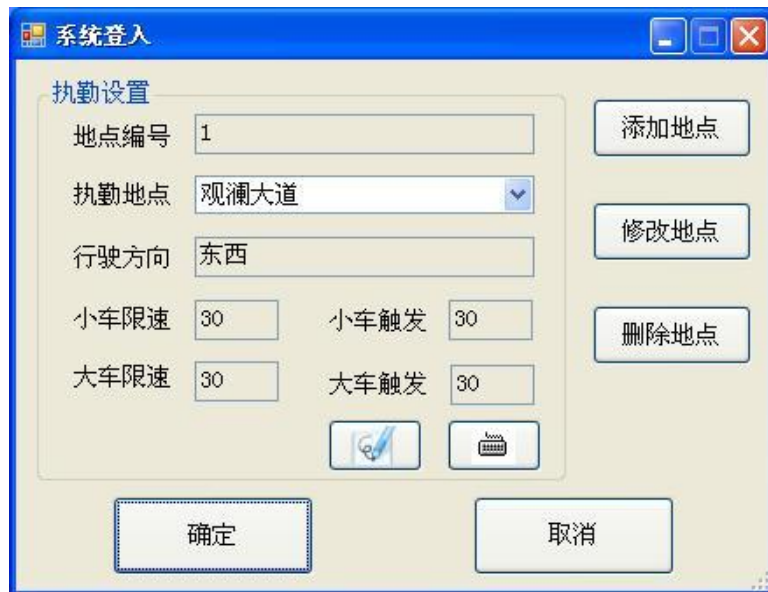 系统登入
执勤设置
地点编号 1
添加地点
执勤地点 观澜大道
修改地点
行驶方向 东西
小车限速 30 小车触发 30
删除地点
大车限速 30 大车触发 30
确定 取消